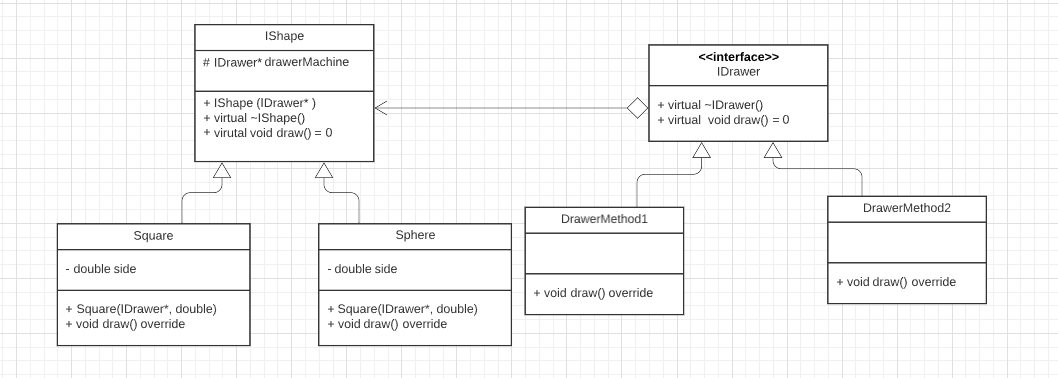 IShape
# IDrawer* drawerMachine
+ IShape (IDrawer* )
+ virtual ~IShape()
+ virutal void draw() = 0
<<interface>>
IDrawer
+ virtual ~IDrawer()
+ virtual void draw() = 0
Square
- double side
+ Square(IDrawer*, double)
+ void draw() override
Sphere
- double side
+ Square(IDrawer*, double)
+ void draw() override
DrawerMethod1
+ void draw() override
DrawerMethod2
+ void draw() override